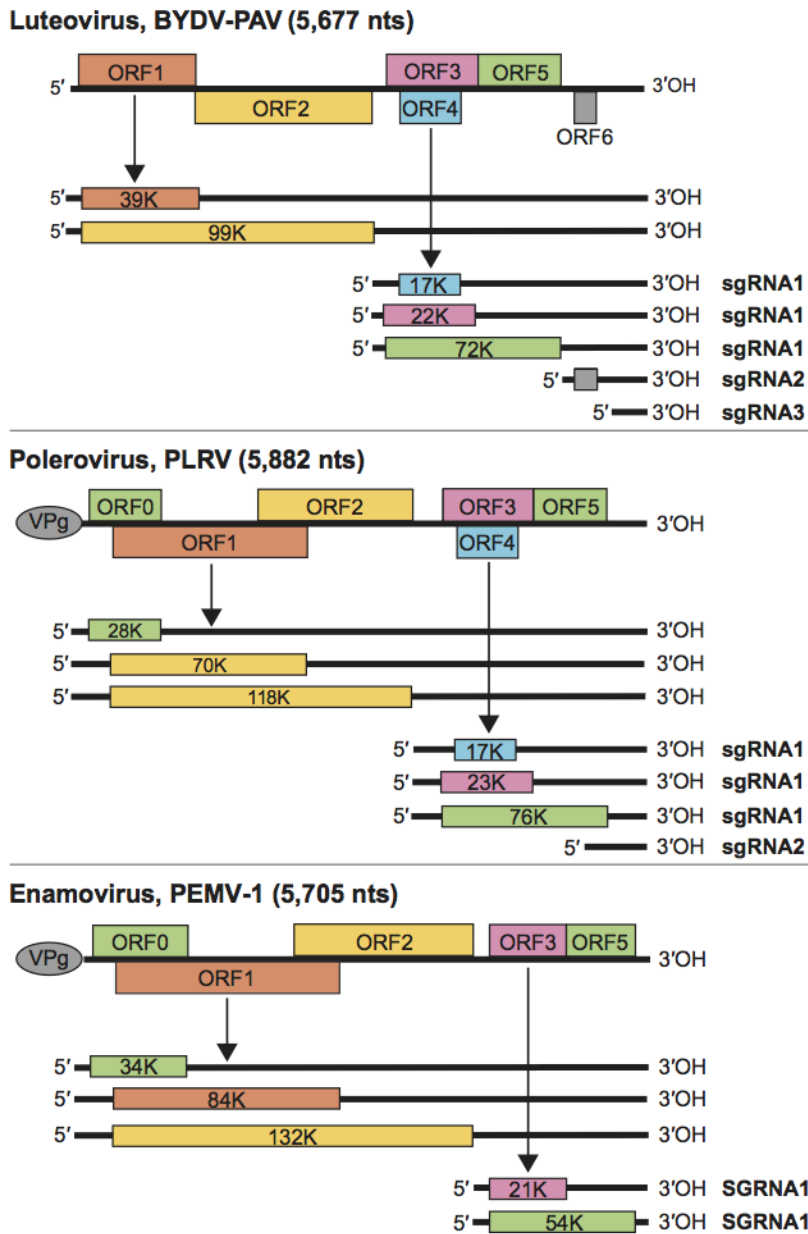 Luteovirus, BYDV-PAV (5,677 nts)
ORF1 ORF3 ORF5
5′ 3′OH
ORF2 ORF4
ORF6
5′ 39K 3′OH
5′ 99K 3′OH
5′ 17K 3′OH sgRNA1
5′ 22K 3′OH sgRNA1
5′ 72K 3′OH sgRNA1
5′ 3′OH sgRNA2
5′ 3′OH sgRNA3
Polerovirus, PLRV (5,882 nts)
ORF0 ORF2 ORF3 ORF5
VPg 3′OH
ORF1 ORF4
5′ 28K 3′OH
5′ 70K 3′OH
5′ 118K 3′OH
5′ 17K 3′OH sgRNA1
5′ 23K 3′OH sgRNA1
5′ 76K 3′OH sgRNA1
5′ 3′OH sgRNA2
Enamovirus, PEMV-1 (5,705 nts)
ORF0 ORF2 ORF3 ORF5
VPg 3′OH
ORF1
5′ 34K 3′OH
5′ 84K 3′OH
5′ 132K 3′OH
5′ 21K 3′OH SGRNA1
5′ 54K 3′OH SGRNA1